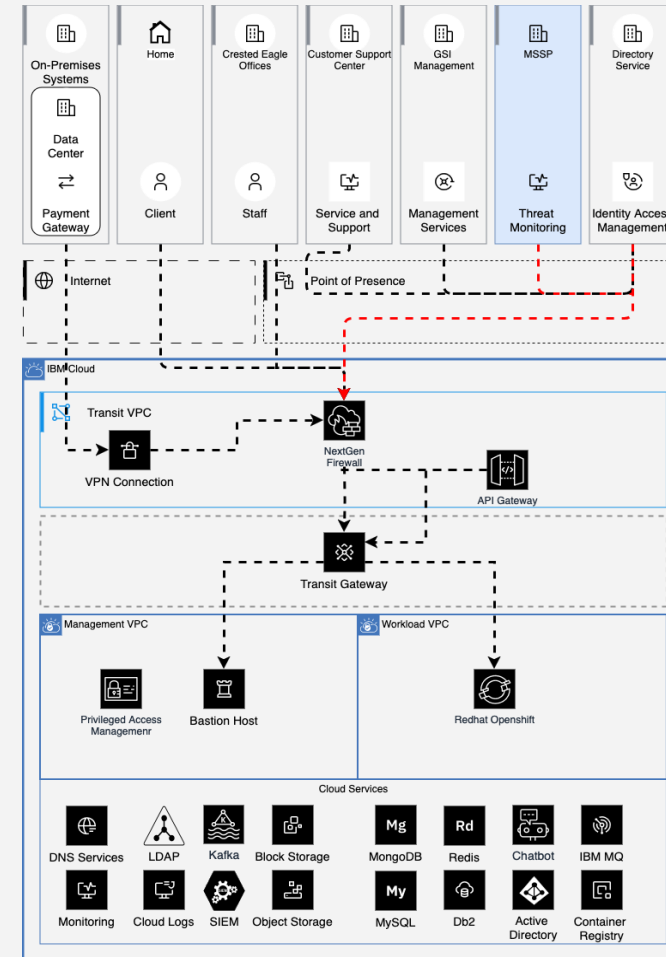 On-Premises
Systems
Data
Center
Payment
Gateway
Home
Client
Crested Eagle
Offices
Staff
Customer Support
Center
Service and
Support
GSI
Management
Management
Services
MSSP
Threat
Monitoring
Directory
Service
Identity Access
Management
Internet
Point of Presence
IBM Cloud
Transit VPC
VPN Connection
NextGen
Firewall
API Gateway
Transit Gateway
Management VPC
Privileged Access
Managemenr
Bastion Host
Workload VPC
Redhat Openshift
Cloud Services
DNS Services
LDAP
K
Kafka
Block Storage
Mg
MongoDB
Rd
Redis
Chatbot
IBM MQ
Monitoring
Cloud Logs
SIEM
Object Storage
My
MySQL
Db2
Active
Directory
Container
Registry